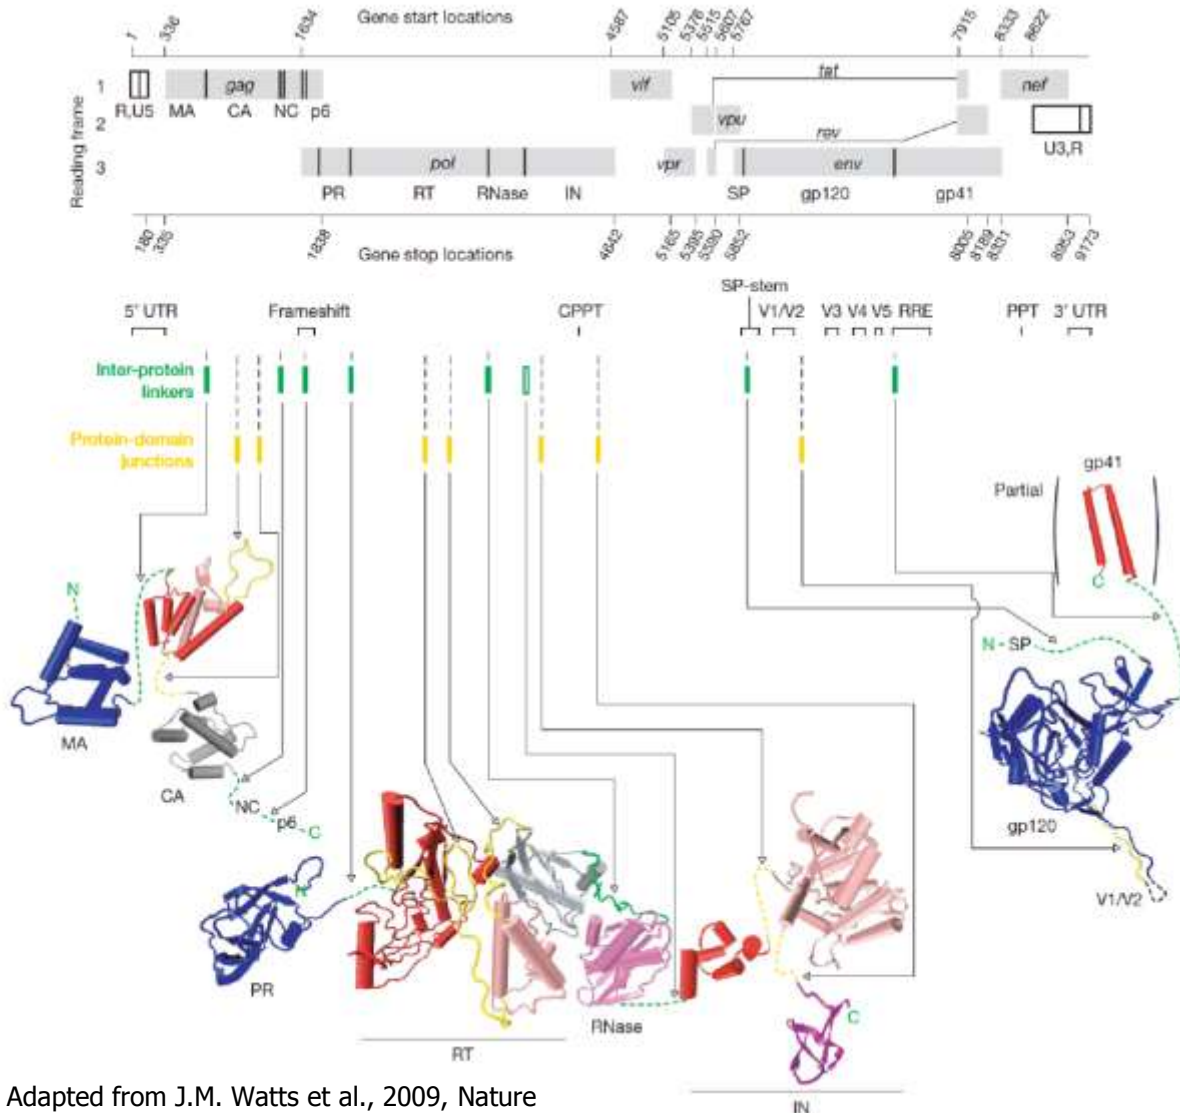 Gene start locations
1 336 1634 4587 5105 5515 5607 5767 7915 8333 8622
Reading frame
1 gag vif tat nef
R,U5 MA CA NC p6
2 vpu
rev
U3,R
3 pol vpr env
PR RT RNase IN SP gp120 gp41
180 335 1838 4642 5165 5395 5852 8005 8189 8331 8953 9173
Gene stop locations
SP-stem
5' UTR Frameshift CPPT V1/V2 V3 V4 V5 RRE PPT 3' UTR
Inter-protein
linkers
Protein-domain
junctions
gp41
Partial
C
N
N SP
MA
CA
NC
p6
C
gp120
N
V1/V2
PR
RNase
C
RT
IN
Adapted from J.M. Watts et al., 2009, Nature